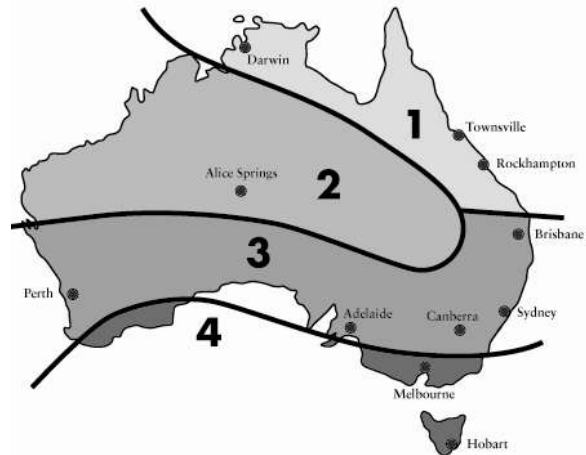 Darwin
1
Townsville
Rockhampton
Alice Springs
2
Brisbane
3
Perth
Adelaide
Canberra
Sydney
4
Melbourne
Hobart